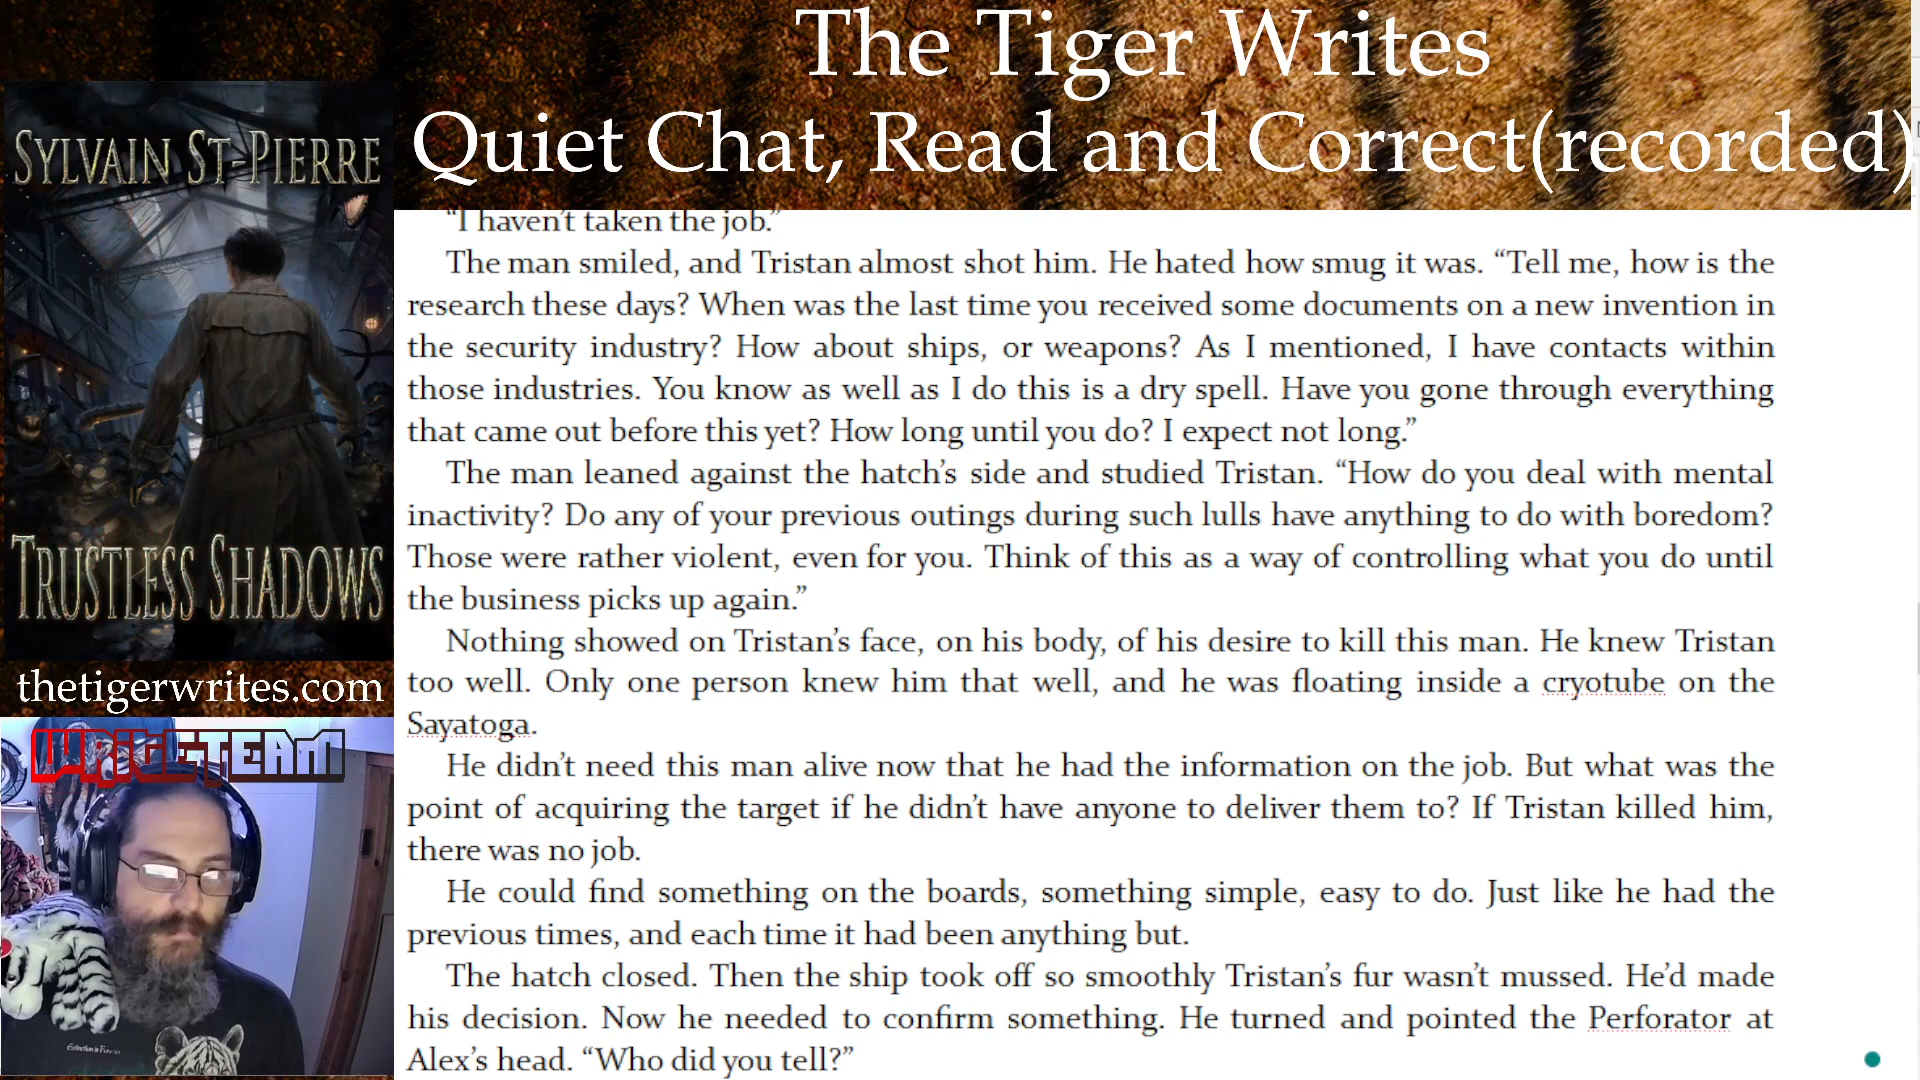 The Tiger Writes
Quiet Chat, Read and Correct(recorded)
SYLVAIN ST-PIERRE
TRUSTLESS SHADOWS
thetigerwrites.com
WRITETEAM
“I haven’t taken the job.”
The man smiled, and Tristan almost shot him. He hated how smug it was. “Tell me, how is the
research these days? When was the last time you received some documents on a new invention in
the security industry? How about ships, or weapons? As I mentioned, I have contacts within
those industries. You know as well as I do this is a dry spell. Have you gone through everything
that came out before this yet? How long until you do? I expect not long.”
The man leaned against the hatch’s side and studied Tristan. “How do you deal with mental
inactivity? Do any of your previous outings during such lulls have anything to do with boredom?
Those were rather violent, even for you. Think of this as a way of controlling what you do until
the business picks up again.”
Nothing showed on Tristan’s face, on his body, of his desire to kill this man. He knew Tristan
too well. Only one person knew him that well, and he was floating inside a cryotube on the
Sayatoga.
He didn’t need this man alive now that he had the information on the job. But what was the
point of acquiring the target if he didn’t have anyone to deliver them to? If Tristan killed him,
there was no job.
He could find something on the boards, something simple, easy to do. Just like he had the
previous times, and each time it had been anything but.
The hatch closed. Then the ship took off so smoothly Tristan’s fur wasn’t mussed. He’d made
his decision. Now he needed to confirm something. He turned and pointed the Perforator at
Alex’s head. “Who did you tell?”